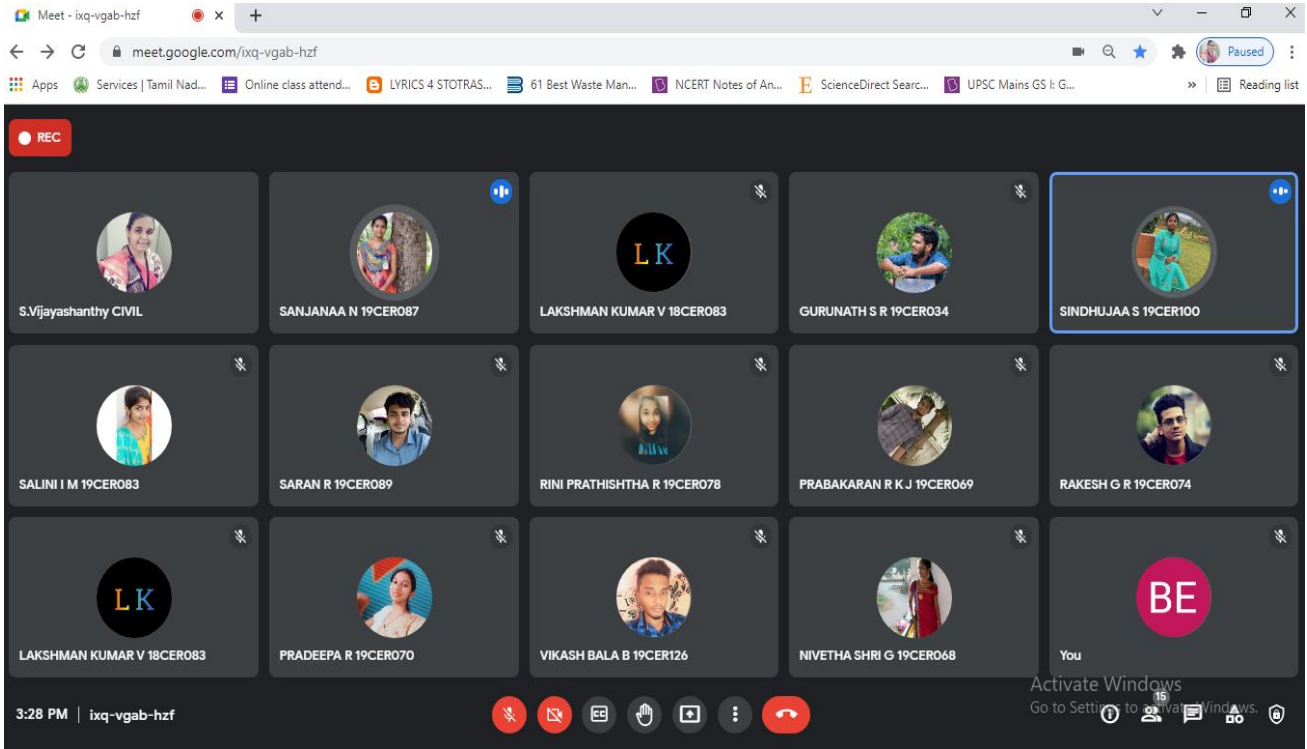 Meet - ixq-vgab-hzf
meet.google.com/ixq-vgab-hzf
Paused
Apps Services | Tamil Nad... Online class attend... LYRICS 4 STOTRAS... 61 Best Waste Man... NCERT Notes of An... ScienceDirect Searc... UPSC Mains GS I: G... » Reading list
REC
LK
S.Vijayashanthy CIVIL SANJANAA N 19CER087 LAKSHMAN KUMAR V 18CER083 GURUNATH S R 19CER034 SINDHUJAA S 19CER100
SALINI I M 19CER083 SARAN R 19CER089 RINI PRATHISHTHA R 19CER078 PRABAKARAN R K J 19CER069 RAKESH G R 19CER074
LK BE
LAKSHMAN KUMAR V 18CER083 PRADEEPA R 19CER070 VIKASH BALA B 19CER126 NIVETHA SHRI G 19CER068 You
Activate Windows
Go to Settings to activate Windows.
15
3:28 PM | ixq-vgab-hzf CC